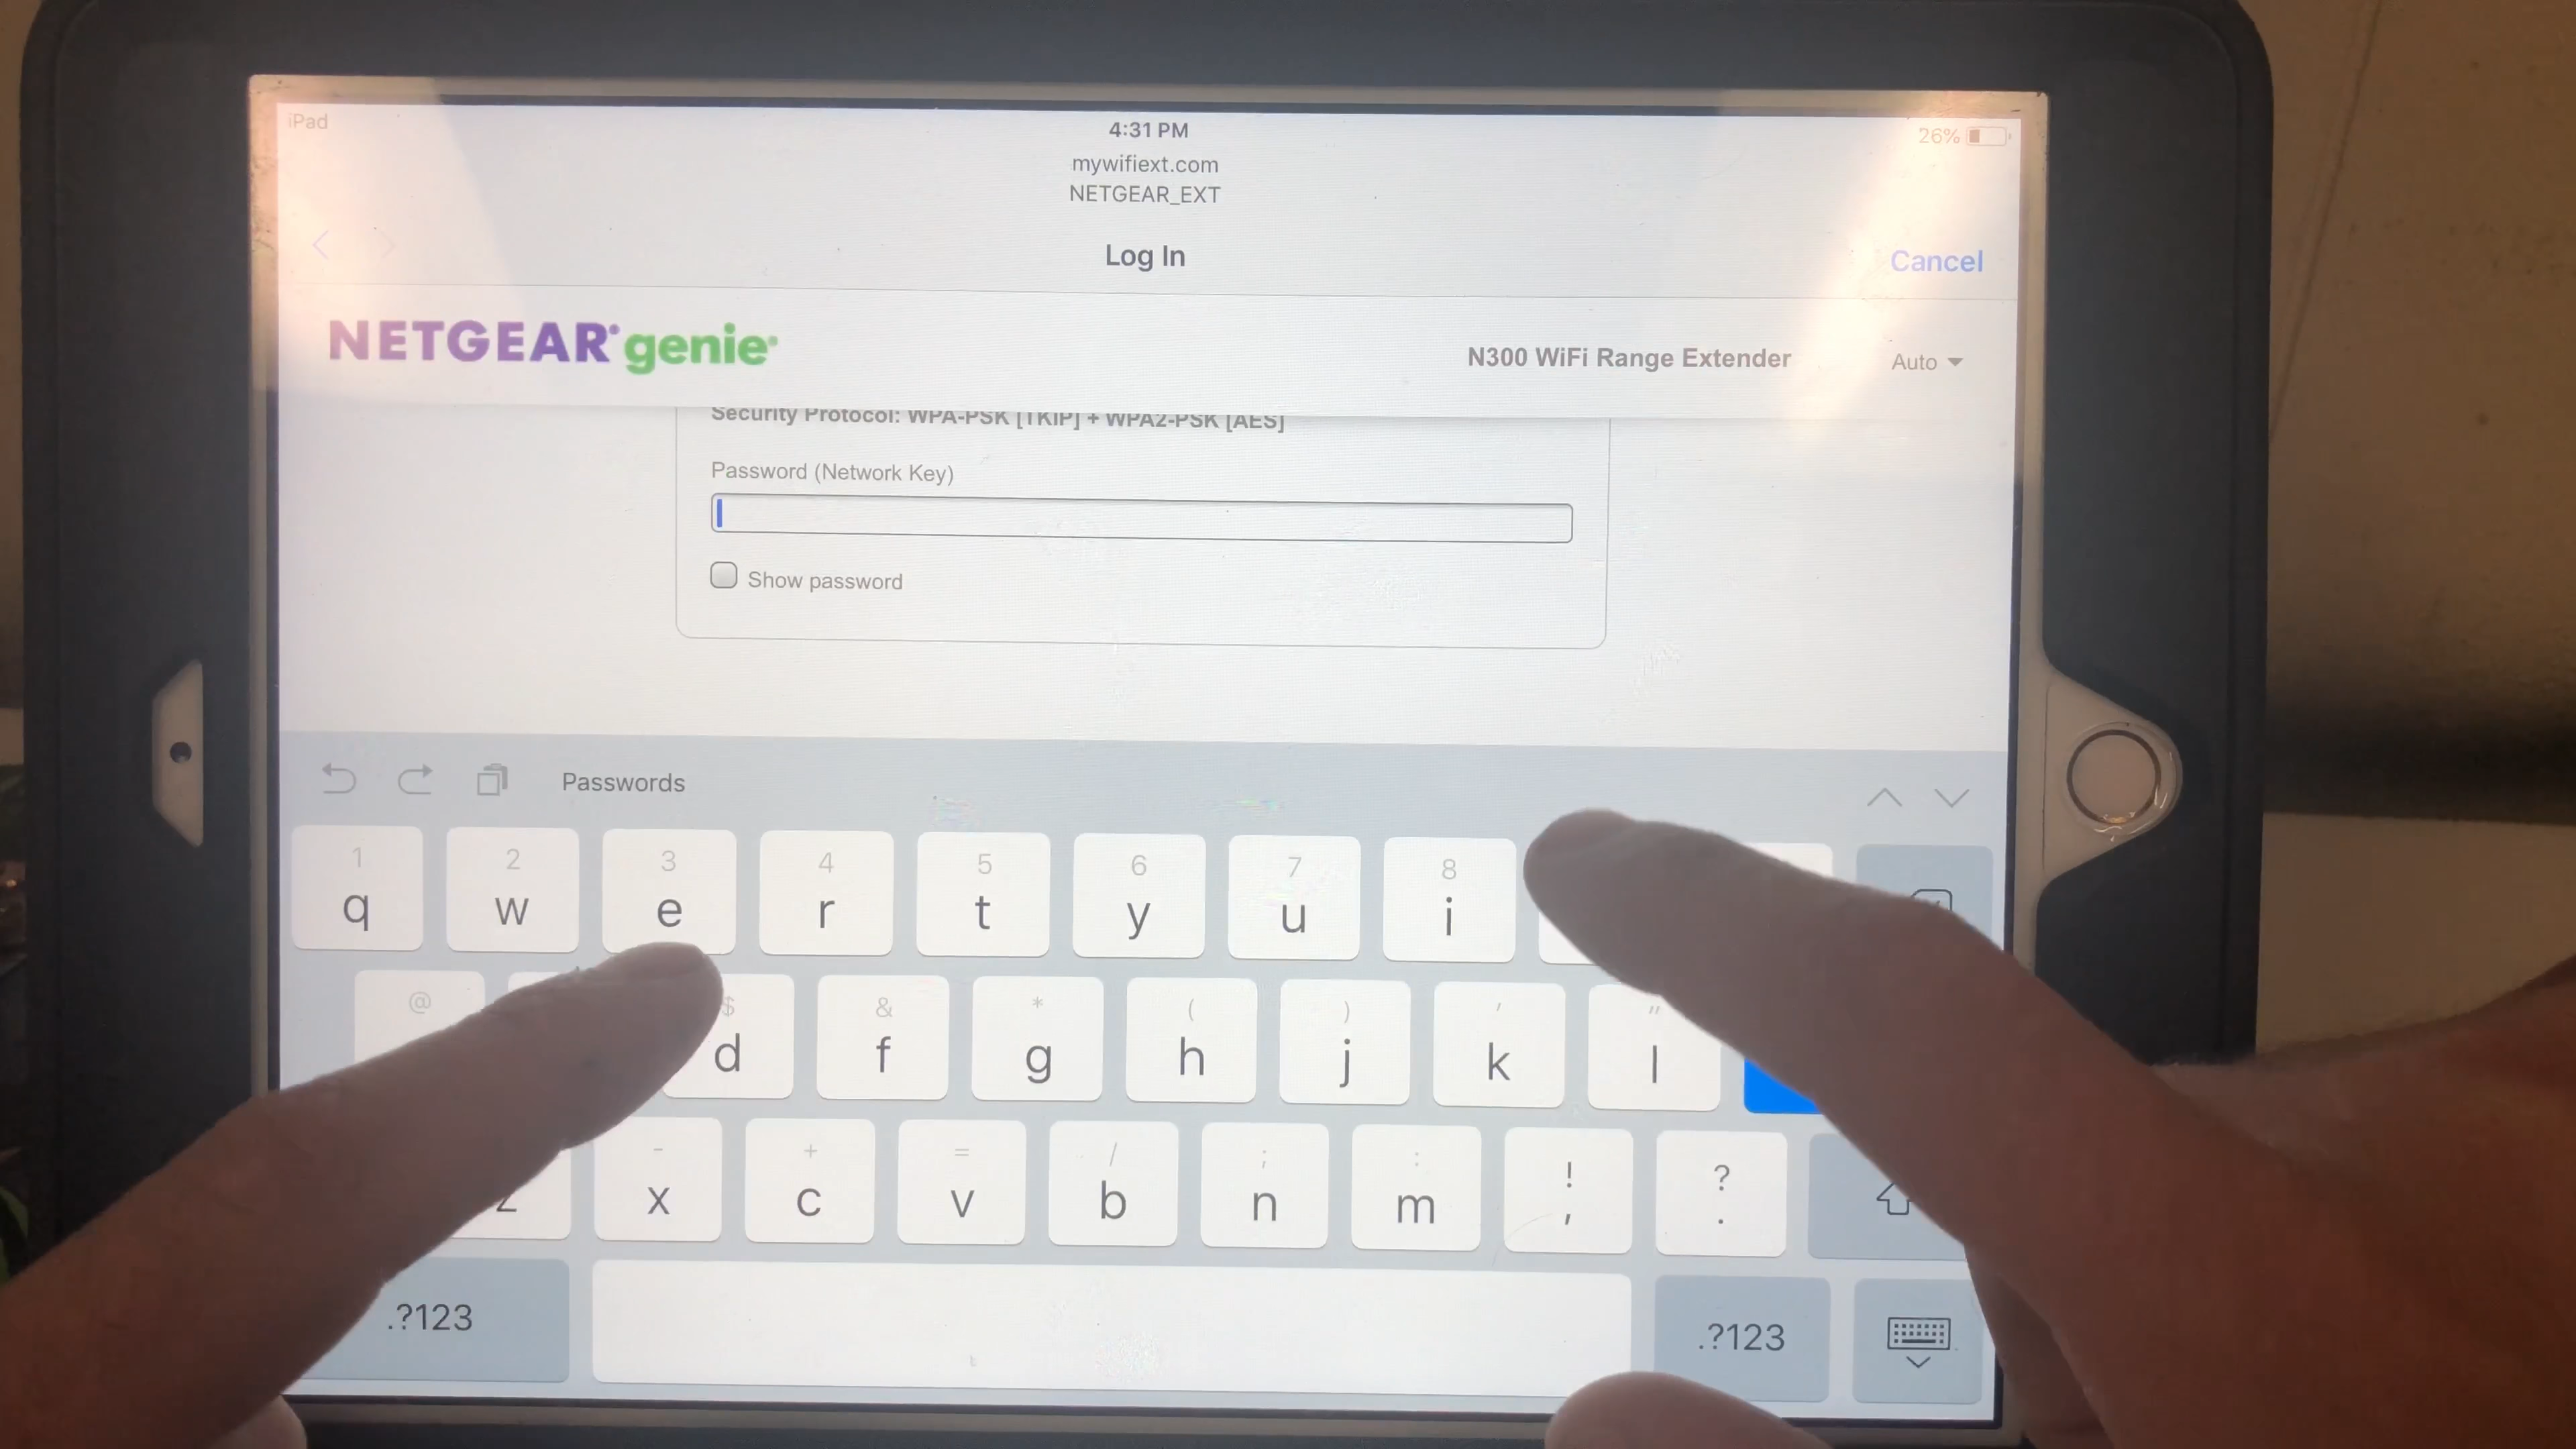 iPad
4:31 PM
26%
mywifiext.com
NETGEAR_EXT
Log In
Cancel
NETGEAR® genie®
N300 WiFi Range Extender
Auto
Security Protocol: WPA-PSK [TKIP] + WPA2-PSK [AES]
Password (Network Key)
Show password
Passwords
1 2 3 4 5 6 7 8
q w e r t y u i
@ $ & * ( ) ' "
d f g h j k l
- + = / ; : ! ?
z x c v b n m , .
.?123 .?123